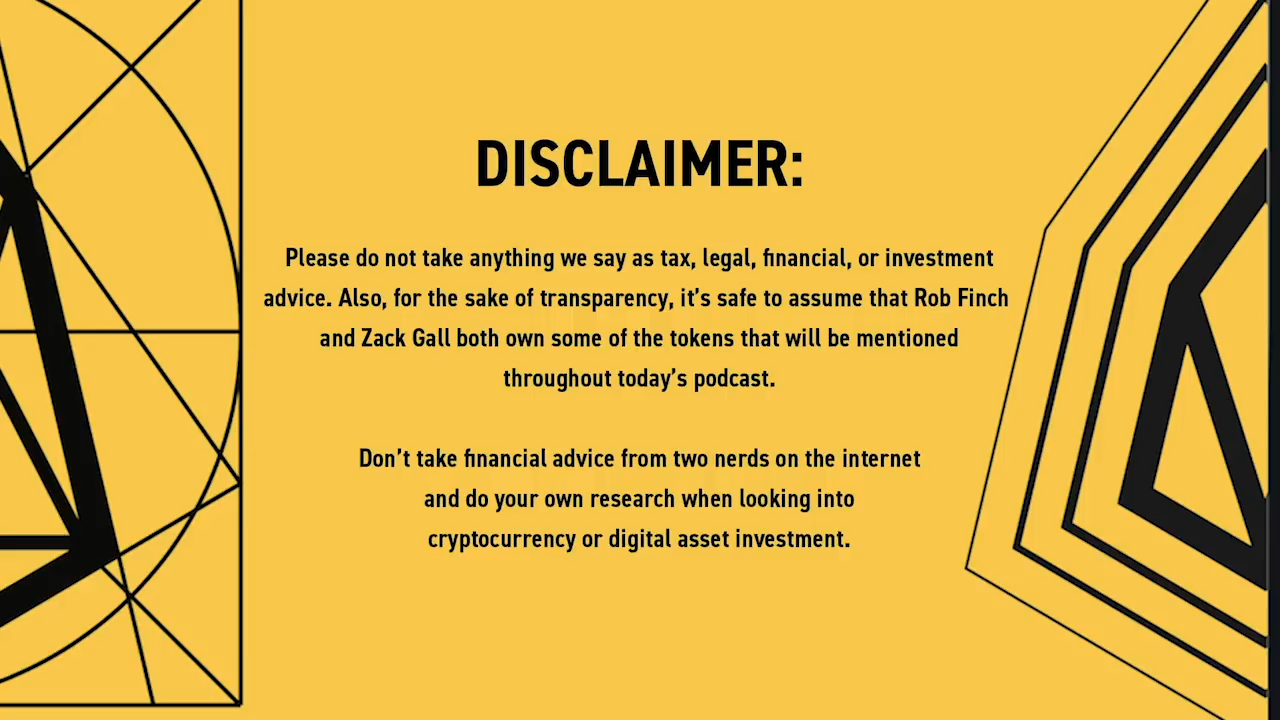 DISCLAIMER:
Please do not take anything we say as tax, legal, financial, or investment
advice. Also, for the sake of transparency, it's safe to assume that Rob Finch
and Zack Gall both own some of the tokens that will be mentioned
throughout today's podcast.
Don't take financial advice from two nerds on the internet
and do your own research when looking into
cryptocurrency or digital asset investment.